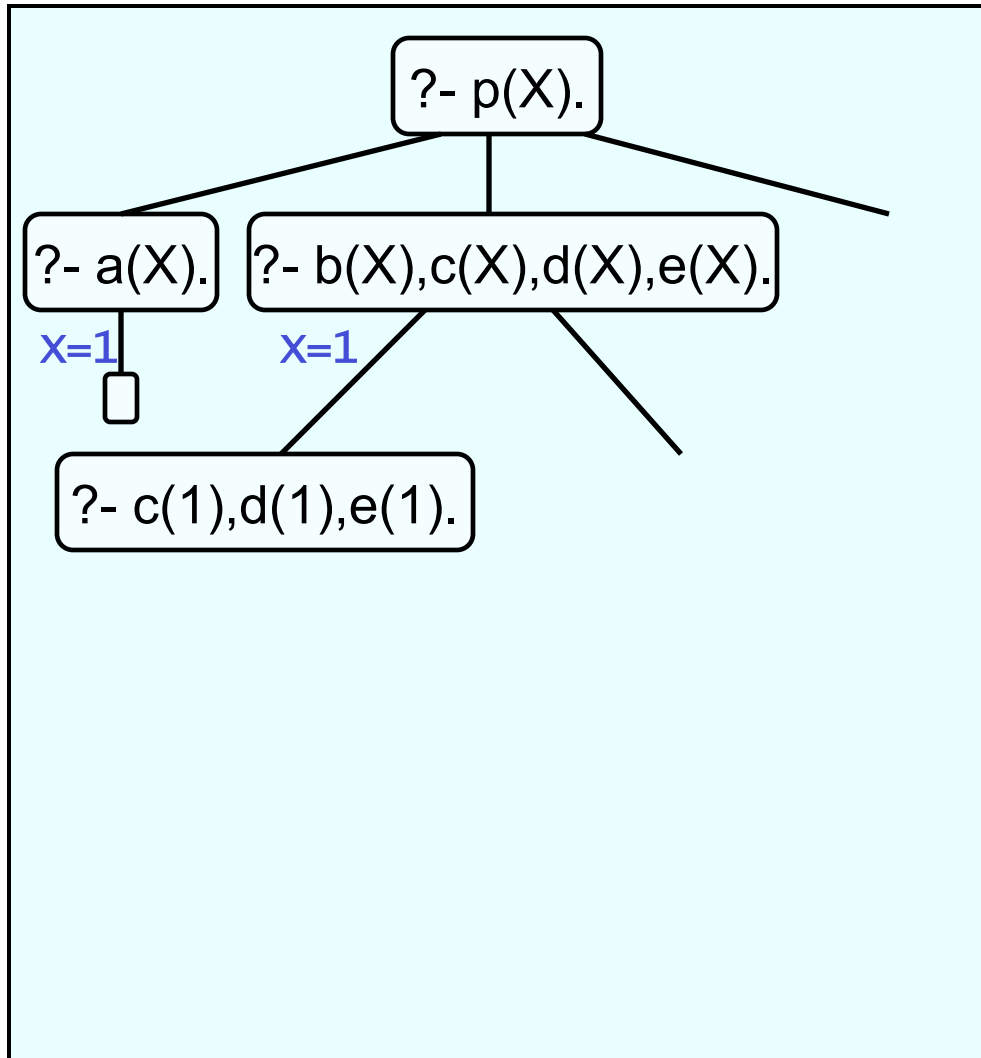 ?- p(X).
?- a(X).
?- b(X),c(X),d(X),e(X).
X=1
X=1
?- c(1),d(1),e(1).